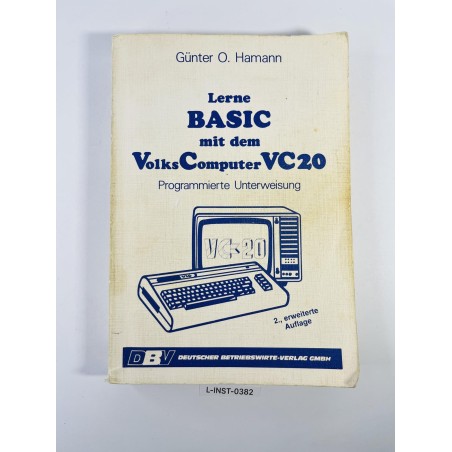 Günter O. Hamann
Lerne
BASIC
mit dem
VolksComputer VC20
Programmierte Unterweisung
VC-20
2., erweiterte
Auflage
DBV DEUTSCHER BETRIEBSWIRTE-VERLAG GMBH
L-INST-0382